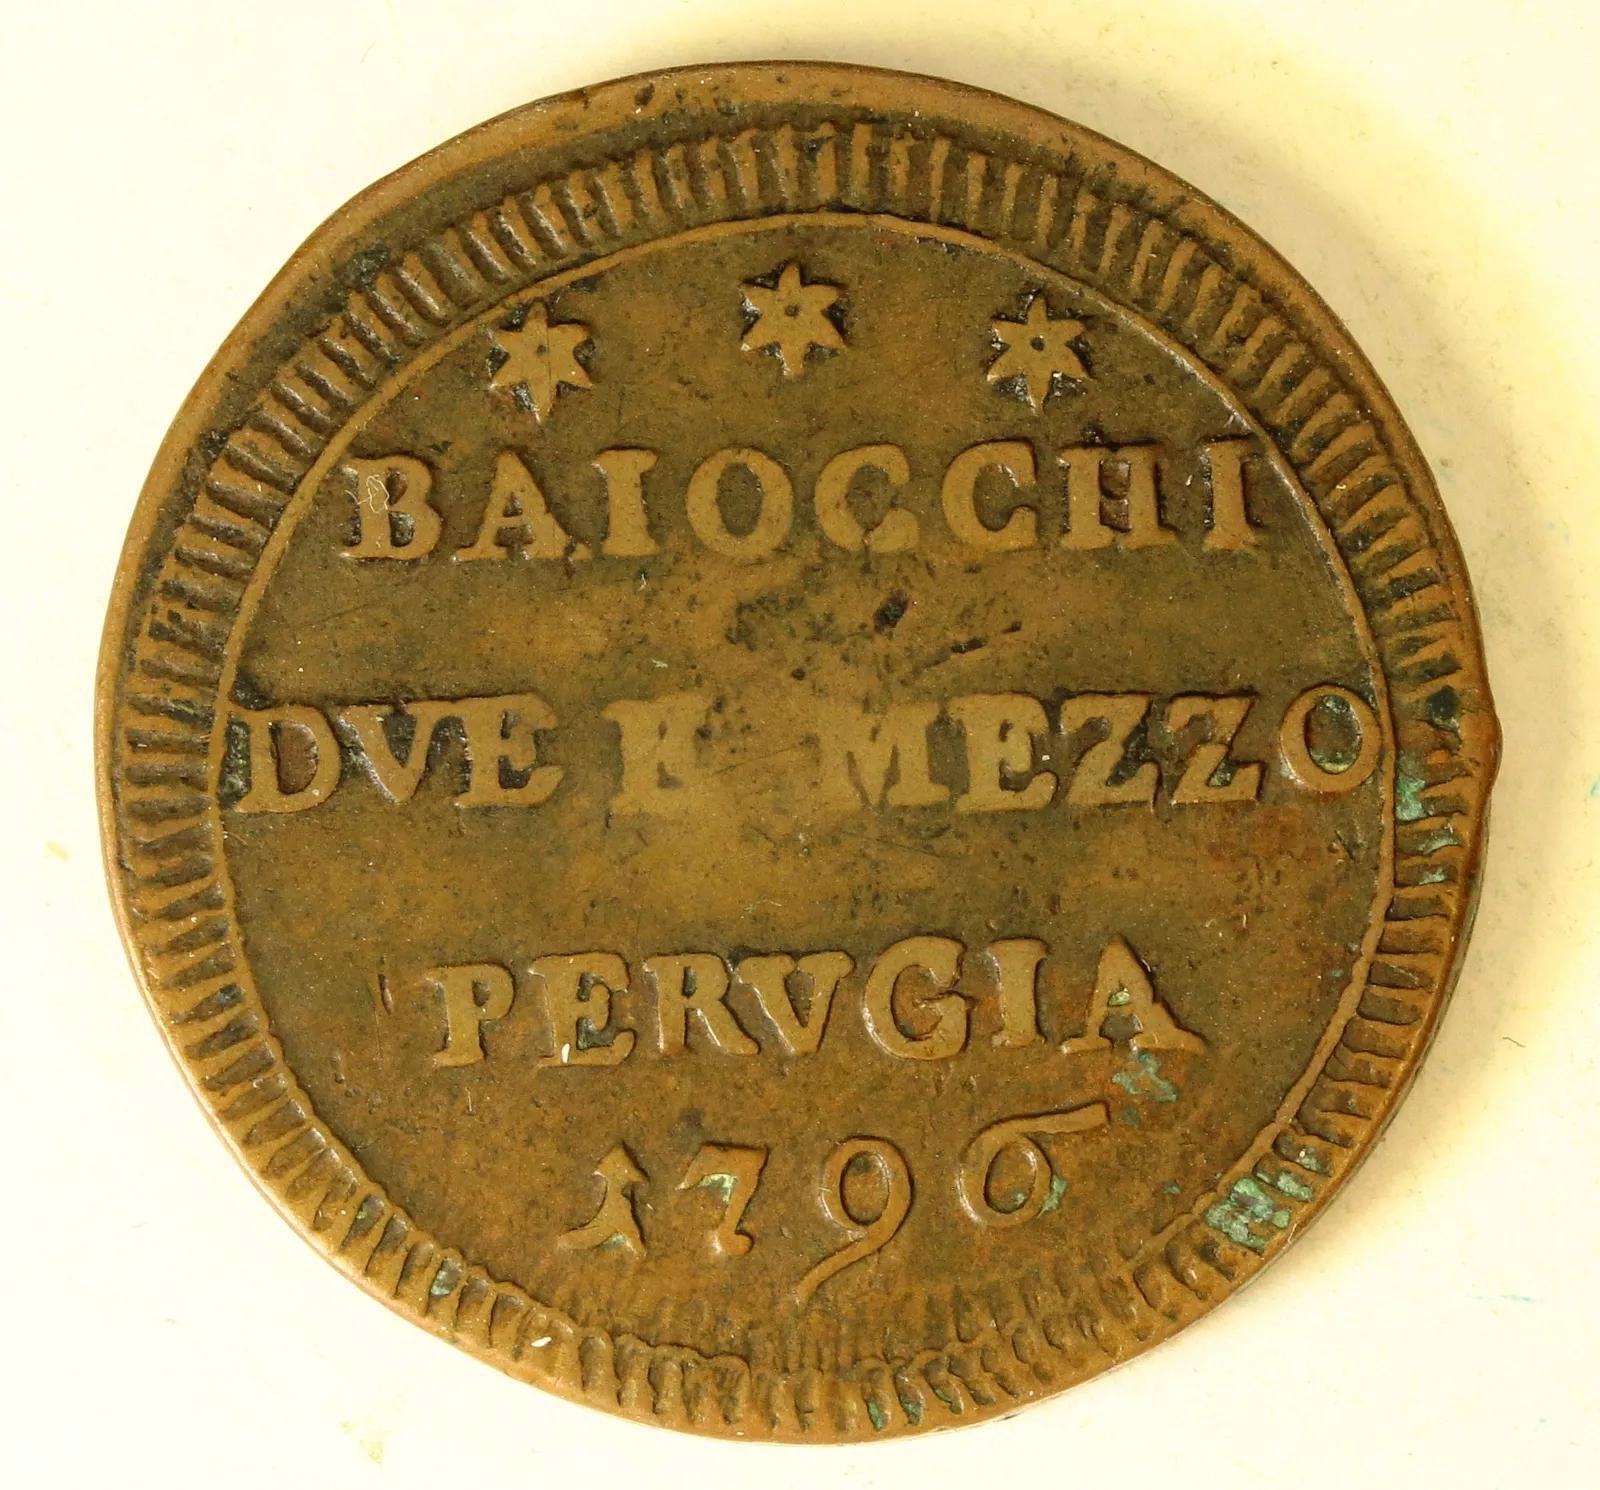 BAIOCCHI
DVE E MEZZO
PERVGIA
1796